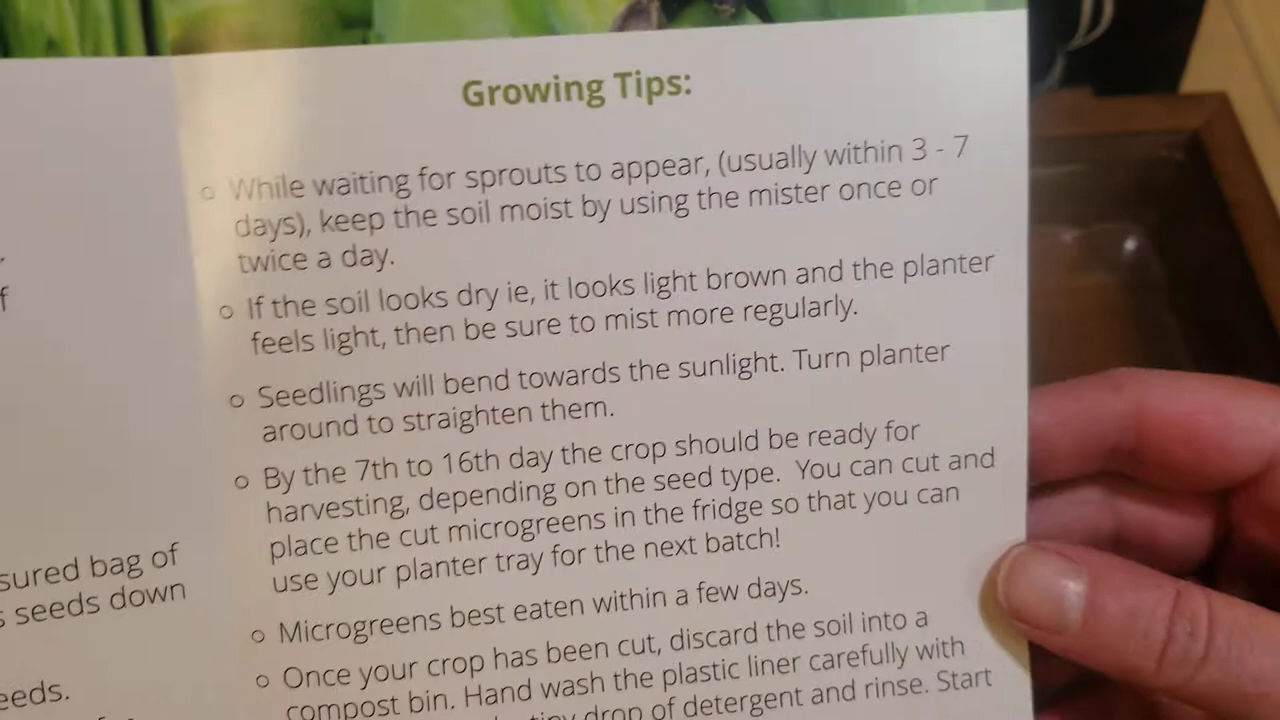 Growing Tips:
○ While waiting for sprouts to appear, (usually within 3 - 7
days), keep the soil moist by using the mister once or
twice a day.
○ If the soil looks dry ie, it looks light brown and the planter
feels light, then be sure to mist more regularly.
○ Seedlings will bend towards the sunlight. Turn planter
around to straighten them.
○ By the 7th to 16th day the crop should be ready for
harvesting, depending on the seed type. You can cut and
place the cut microgreens in the fridge so that you can
use your planter tray for the next batch!
○ Microgreens best eaten within a few days.
○ Once your crop has been cut, discard the soil into a
compost bin. Hand wash the plastic liner carefully with
tiny drop of detergent and rinse. Start
f
sured bag of
s seeds down
eeds.